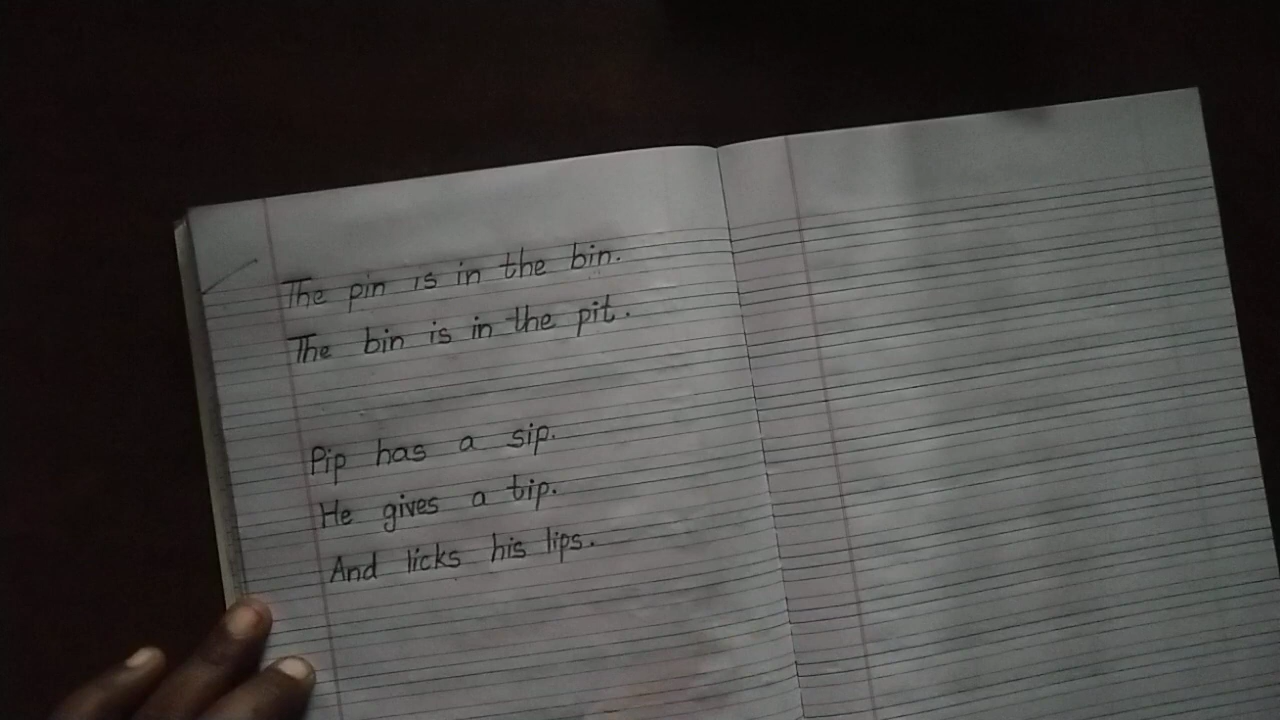 The pin is in the bin.
The bin is in the pit.
Pip has a sip.
He gives a tip.
And licks his lips.